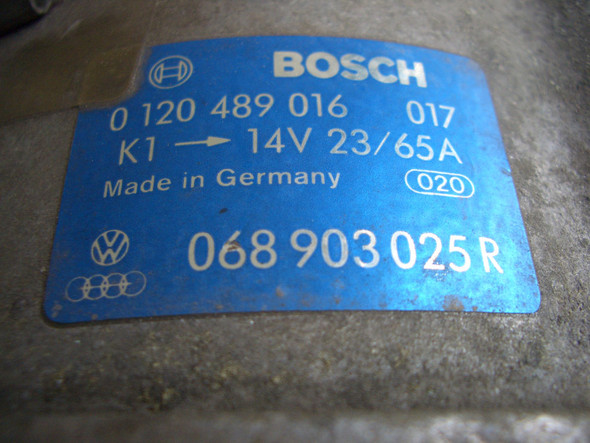 BOSCH
0 120 489 016 017
K1 → 14V 23/65A
Made in Germany 020
068 903 025 R